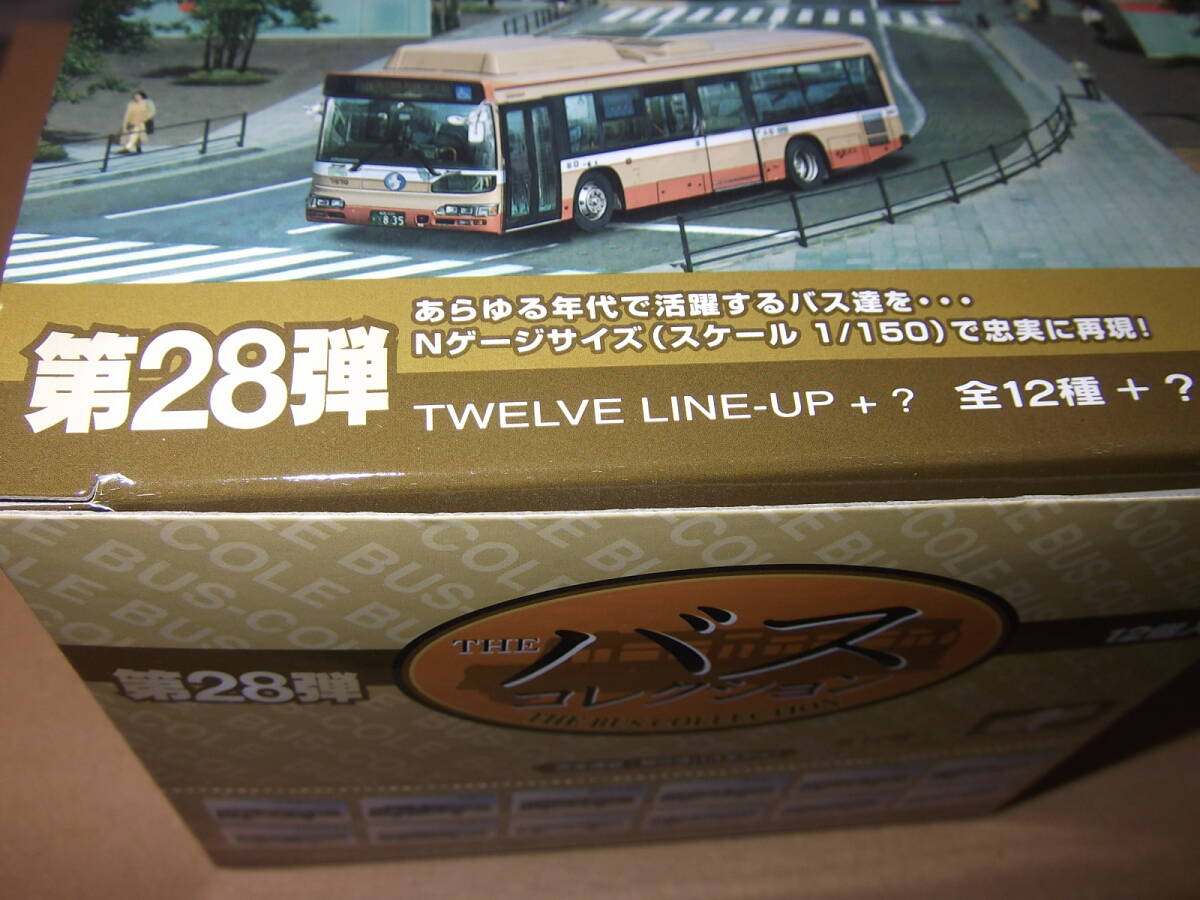 8 35
あらゆる年代で活躍するバス達を・・・
Nゲージサイズ(スケール 1/150)で忠実に再現!
第28弾
TWELVE LINE-UP + ? 全12種 + ?
COLE BUS-COLE
THE
バス
コレクション
THE BUS COLLECTION
第28弾